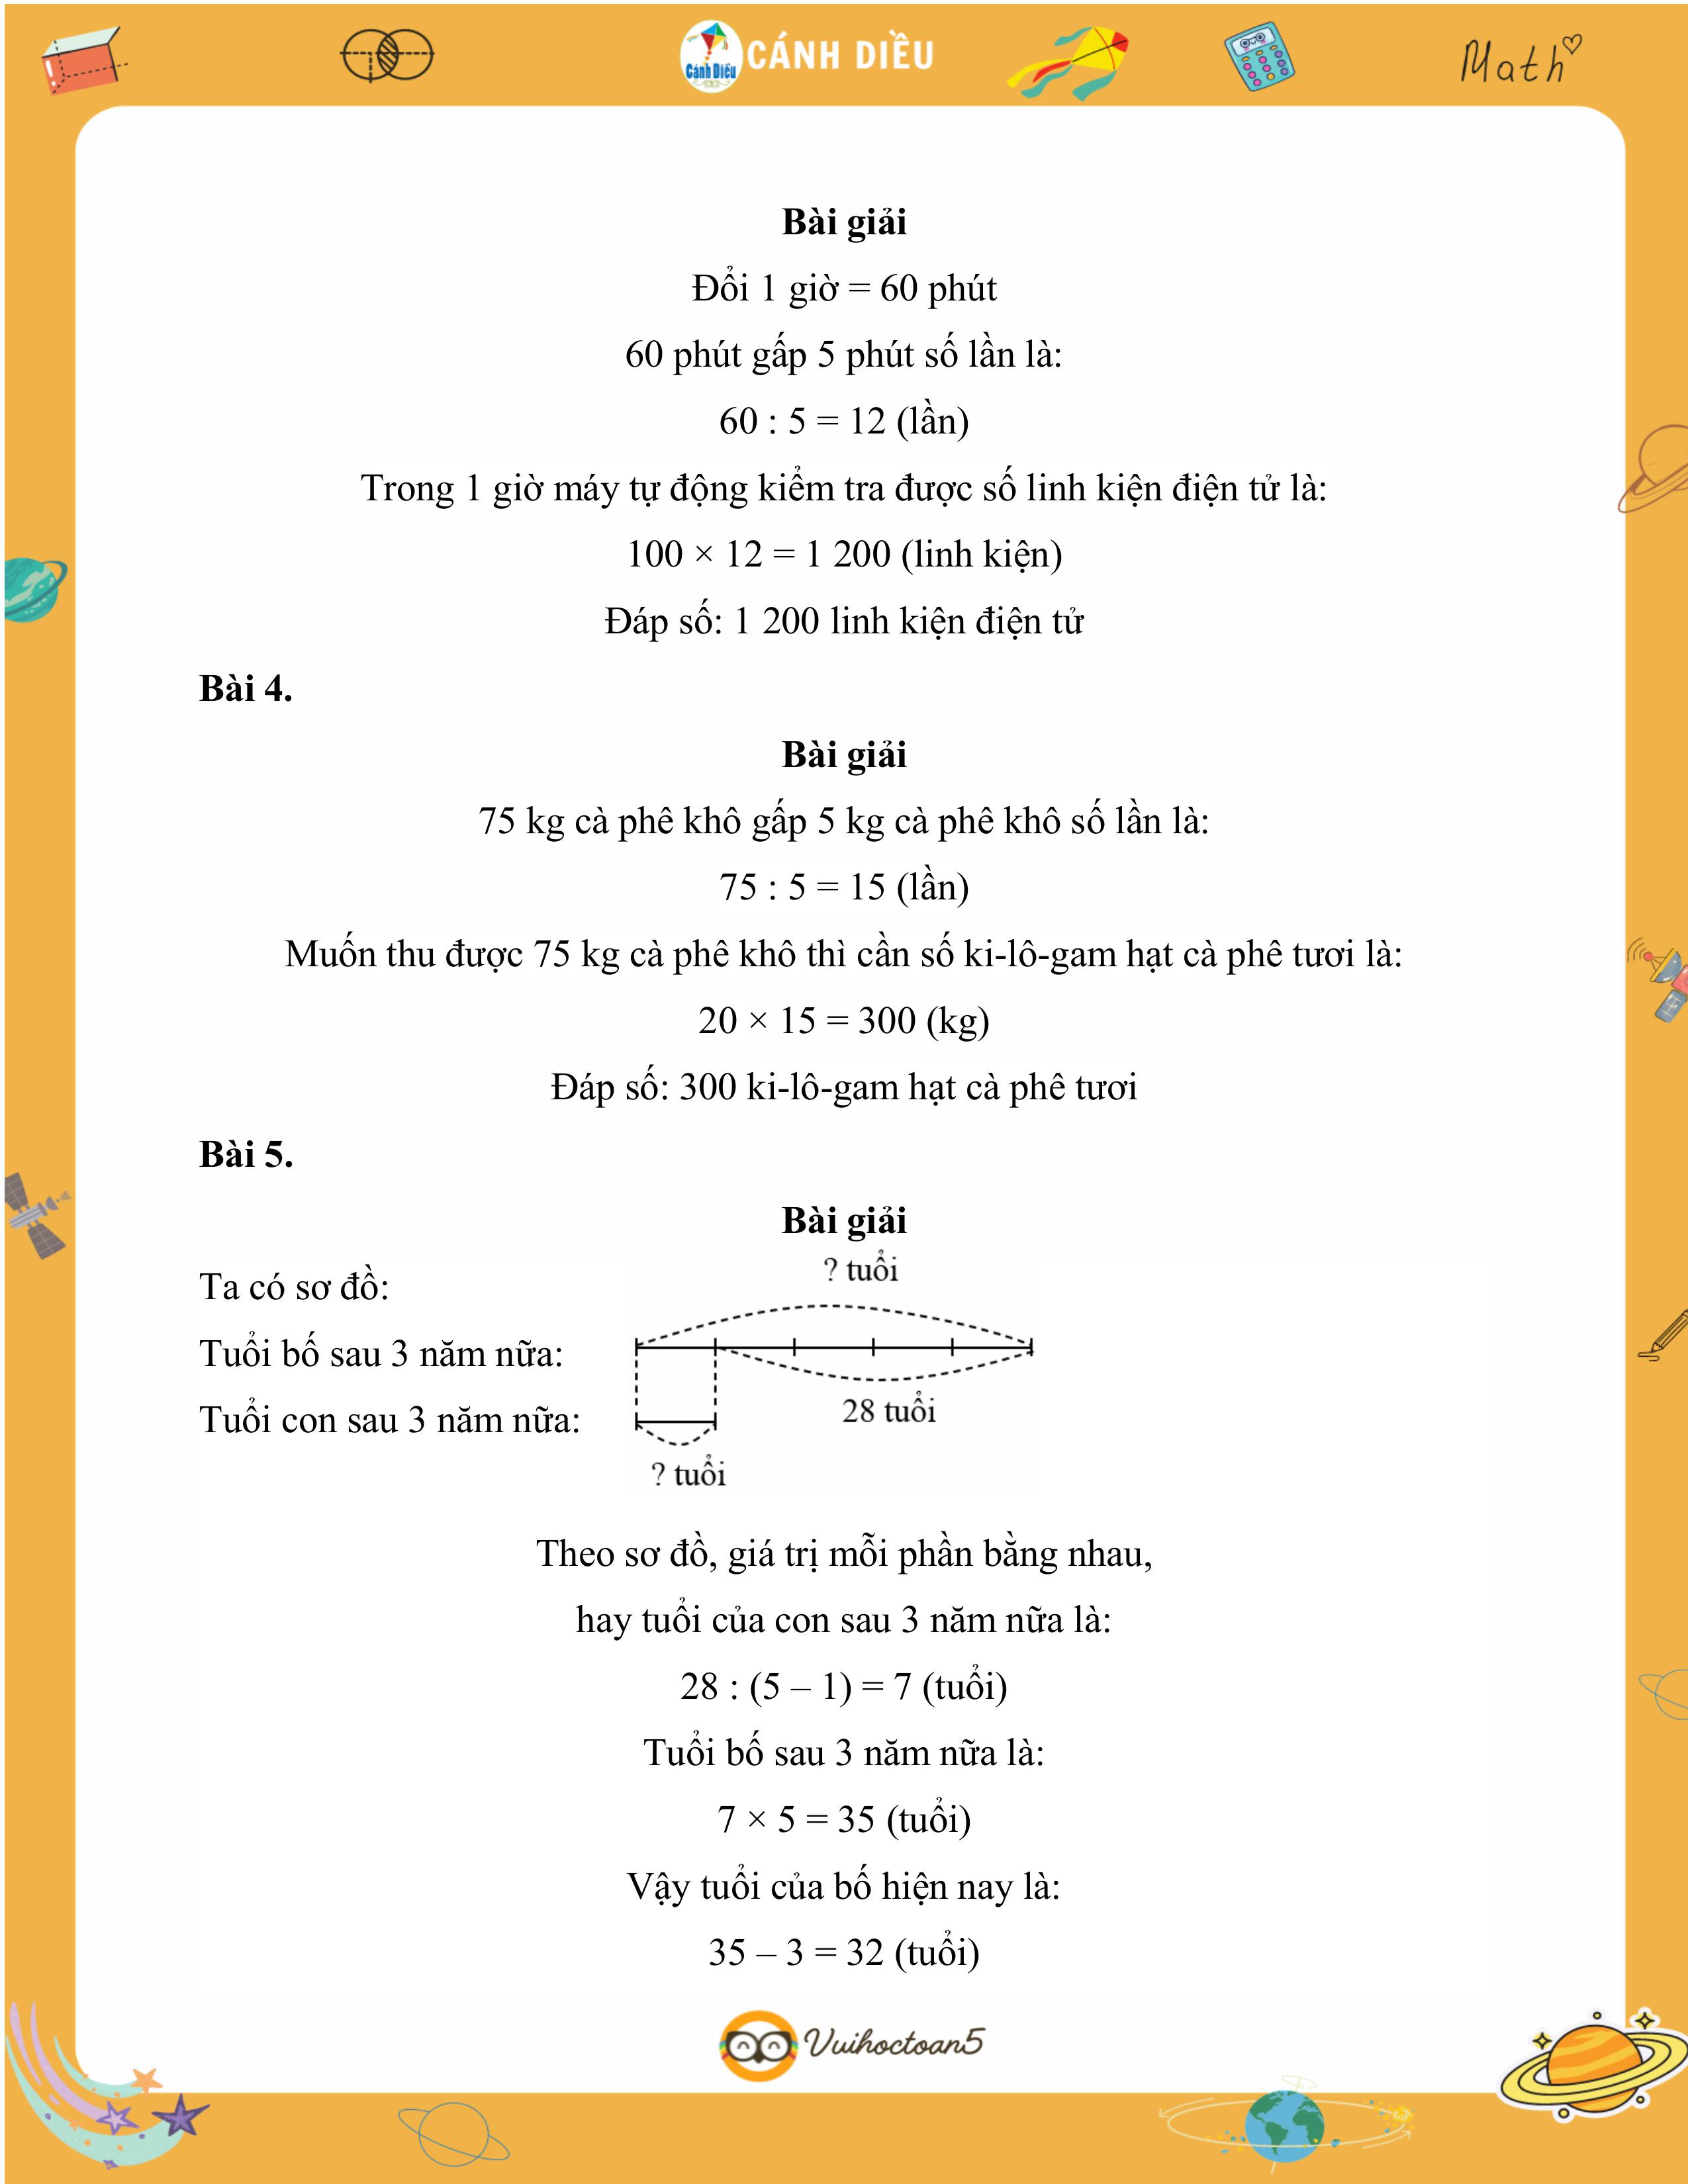 Cánh Diều
CÁNH DIỀU
Math
Bài giải
Đổi 1 giờ = 60 phút
60 phút gấp 5 phút số lần là:
60 : 5 = 12 (lần)
Trong 1 giờ máy tự động kiểm tra được số linh kiện điện tử là:
100 × 12 = 1 200 (linh kiện)
Đáp số: 1 200 linh kiện điện tử
Bài 4.
Bài giải
75 kg cà phê khô gấp 5 kg cà phê khô số lần là:
75 : 5 = 15 (lần)
Muốn thu được 75 kg cà phê khô thì cần số ki-lô-gam hạt cà phê tươi là:
20 × 15 = 300 (kg)
Đáp số: 300 ki-lô-gam hạt cà phê tươi
Bài 5.
Bài giải
? tuổi
Ta có sơ đồ:
Tuổi bố sau 3 năm nữa:
28 tuổi
Tuổi con sau 3 năm nữa:
? tuổi
Theo sơ đồ, giá trị mỗi phần bằng nhau,
hay tuổi của con sau 3 năm nữa là:
28 : (5 – 1) = 7 (tuổi)
Tuổi bố sau 3 năm nữa là:
7 × 5 = 35 (tuổi)
Vậy tuổi của bố hiện nay là:
35 – 3 = 32 (tuổi)
Vuihoctoan5